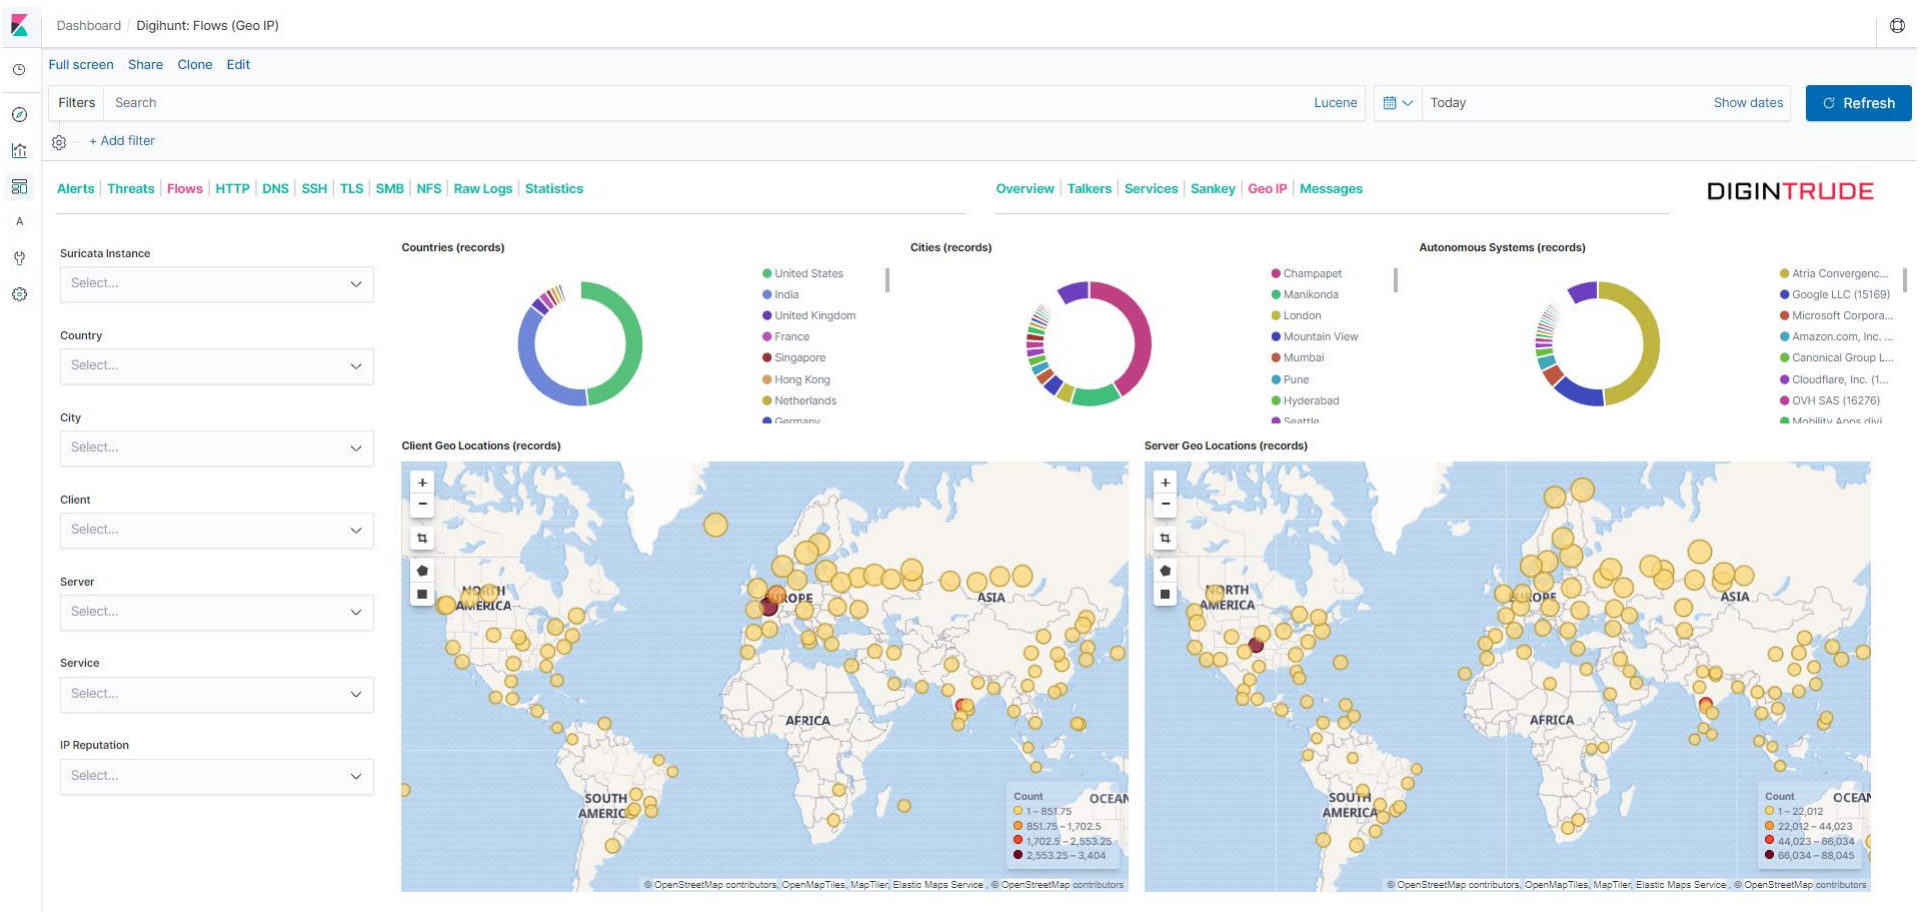 Dashboard / Digihunt: Flows (Geo IP)
Full screen Share Clone Edit
Filters Search Lucene Today Show dates Refresh
+ Add filter
A
Alerts Threats Flows HTTP DNS SSH TLS SMB NFS Raw Logs Statistics
Overview Talkers Services Sankey Geo IP Messages
DIGINTRUDE
Suricata Instance
Select...
Country
Select...
City
Select...
Client
Select...
Server
Select...
Service
Select...
IP Reputation
Select...
Countries (records)
United States
India
United Kingdom
France
Singapore
Hong Kong
Netherlands
Germany
Cities (records)
Champapet
Manikonda
London
Mountain View
Mumbai
Pune
Hyderabad
Seattle
Autonomous Systems (records)
Atria Convergenc...
Google LLC (15169)
Microsoft Corpora...
Amazon.com, Inc. ...
Canonical Group L...
Cloudflare, Inc. (1...
OVH SAS (16276)
Mobility Apps divi...
Client Geo Locations (records)
+
−
NORTH
AMERICA
EUROPE
ASIA
AFRICA
SOUTH
AMERICA
OCEAN
Count
1 – 851.75
851.75 – 1,702.5
1,702.5 – 2,553.25
2,553.25 – 3,404
© OpenStreetMap contributors, OpenMapTiles, MapTiler, Elastic Maps Service , © OpenStreetMap contributors
Server Geo Locations (records)
+
−
NORTH
AMERICA
EUROPE
ASIA
AFRICA
SOUTH
AMERICA
OCEAN
Count
1 – 22,012
22,012 – 44,023
44,023 – 66,034
66,034 – 88,045
© OpenStreetMap contributors, OpenMapTiles, MapTiler, Elastic Maps Service , © OpenStreetMap contributors